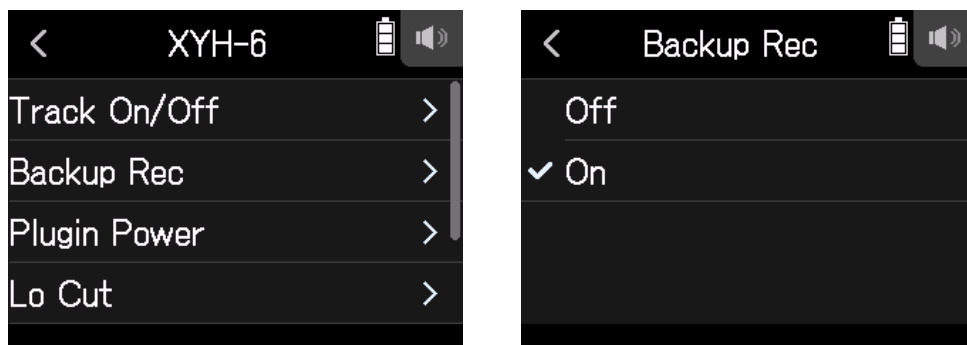 XYH-6
Track On/Off
Backup Rec
Plugin Power
Lo Cut
Backup Rec
Off
On